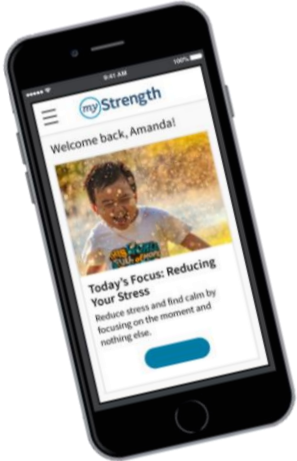 9:41 AM
100%
myStrength
Welcome back, Amanda!
Today's Focus: Reducing
Your Stress
Reduce stress and find calm by
focusing on the moment and
nothing else.